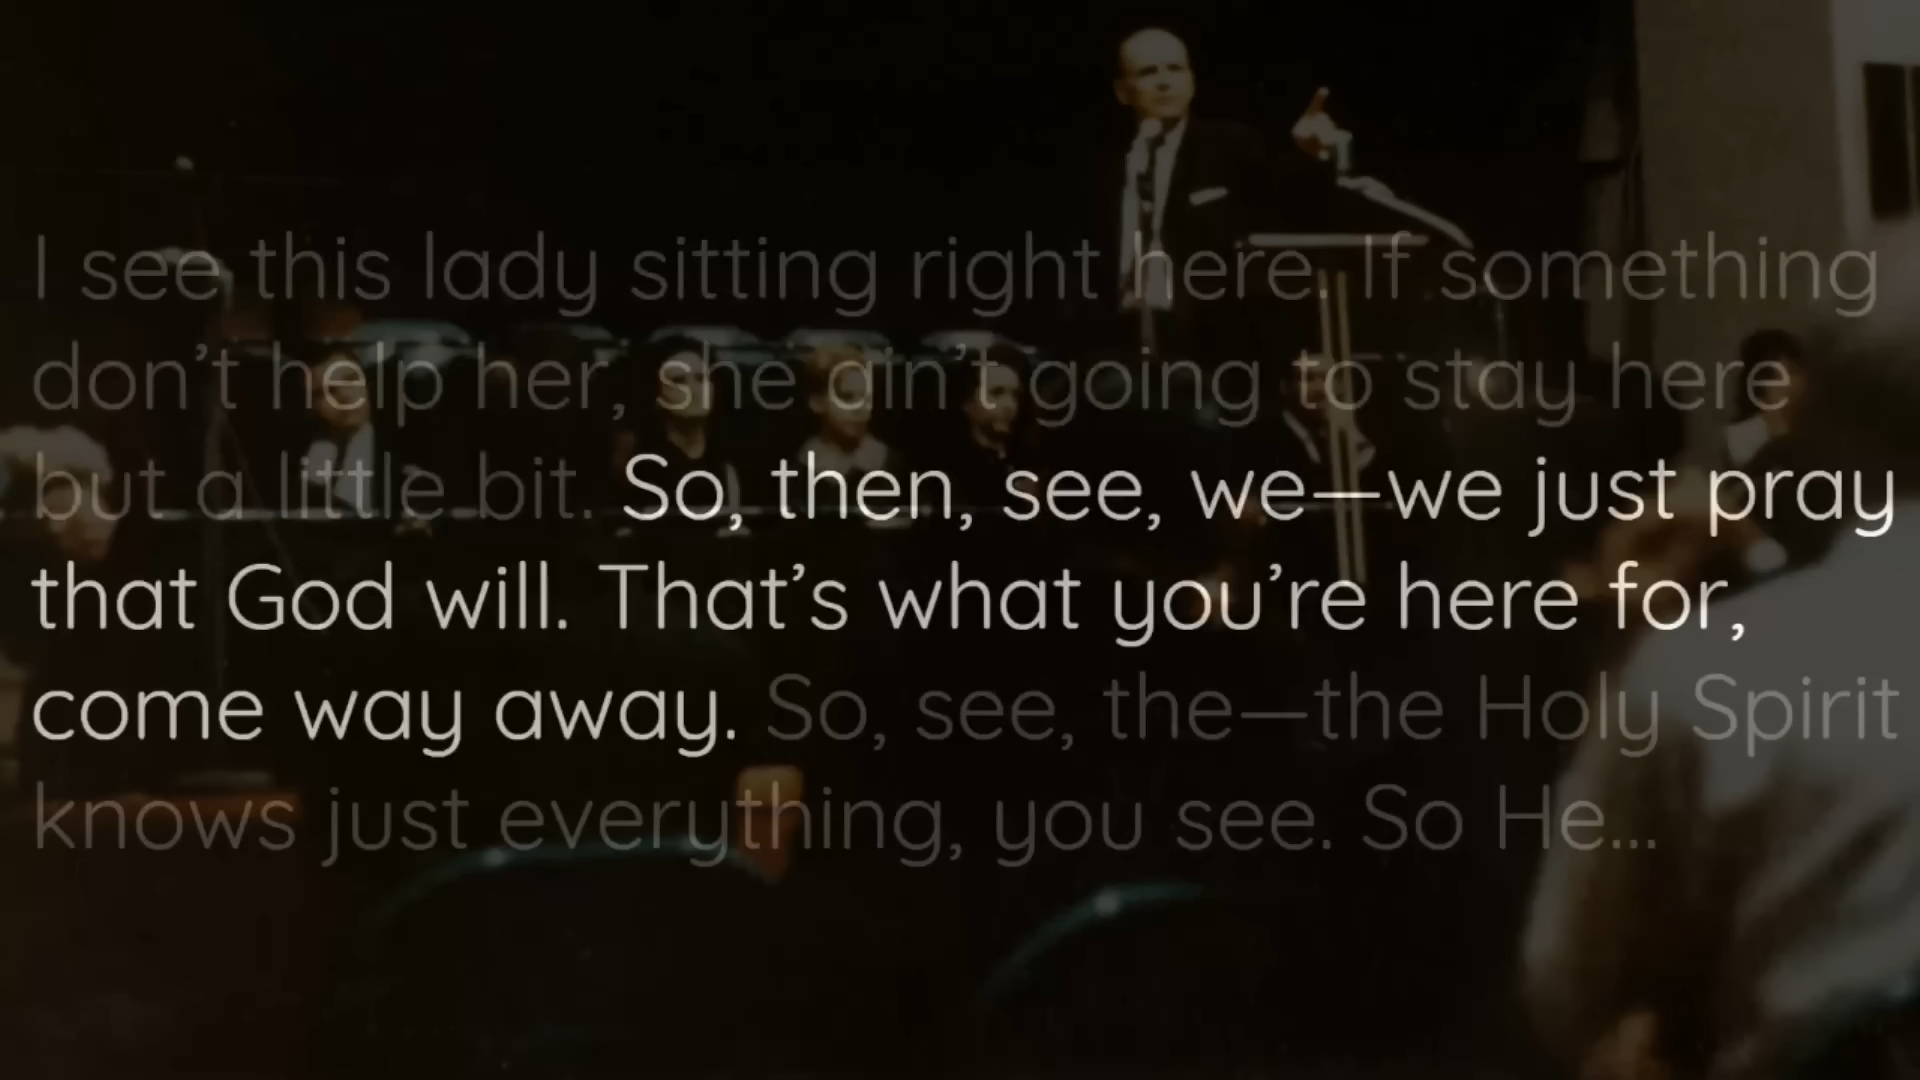 I see this lady sitting right here. If something
don’t help her, she ain’t going to stay here
but a little bit. So, then, see, we—we just pray
that God will. That’s what you’re here for,
come way away. So, see, the—the Holy Spirit
knows just everything, you see. So He...